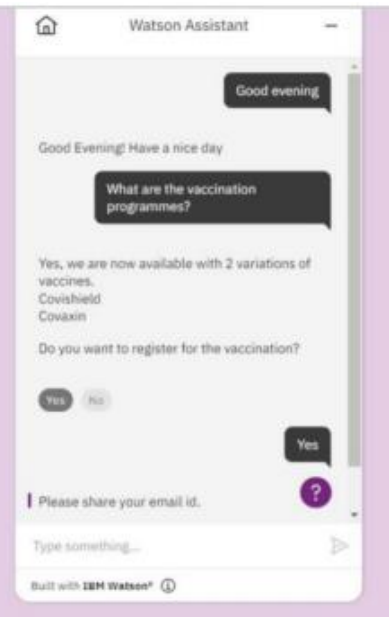 Watson Assistant
Good evening
Good Evening! Have a nice day
What are the vaccination
programmes?
Yes, we are now available with 2 variations of
vaccines.
Covishield
Covaxin
Do you want to register for the vaccination?
Yes No
Yes
?
Please share your email id.
Type something...
Built with IBM Watson®